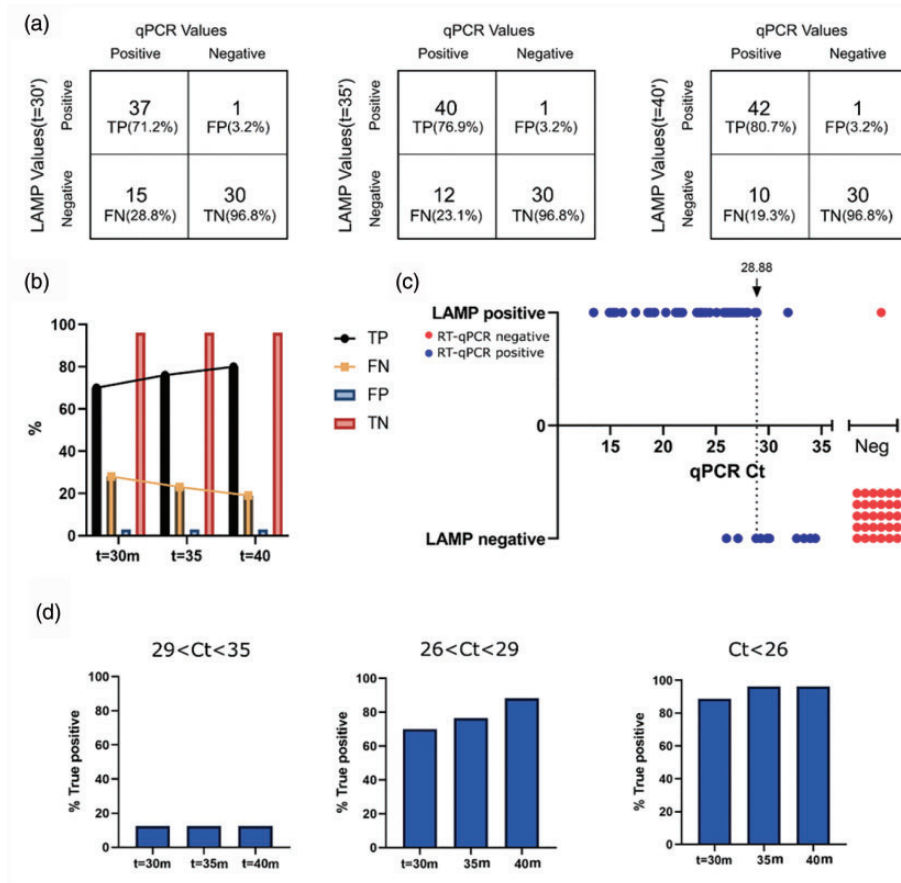 (a)
qPCR Values
Positive Negative
LAMP Values(t=30')
Positive
Negative
37
TP(71.2%)
1
FP(3.2%)
15
FN(28.8%)
30
TN(96.8%)
qPCR Values
Positive Negative
LAMP Values(t=35')
Positive
Negative
40
TP(76.9%)
1
FP(3.2%)
12
FN(23.1%)
30
TN(96.8%)
qPCR Values
Positive Negative
LAMP Values(t=40')
Positive
Negative
42
TP(80.7%)
1
FP(3.2%)
10
FN(19.3%)
30
TN(96.8%)
(b)
%
100
80
60
40
20
0
t=30m t=35 t=40
TP
FN
FP
TN
(c)
28.88
LAMP positive
RT-qPCR negative
RT-qPCR positive
0
15 20 25 30 35 Neg
qPCR Ct
LAMP negative
(d)
29<Ct<35
% True positive
100
80
60
40
20
0
t=30m t=35m t=40m
26<Ct<29
% True positive
100
80
60
40
20
0
t=30m 35m 40m
Ct<26
% True positive
100
80
60
40
20
0
t=30m 35m 40m